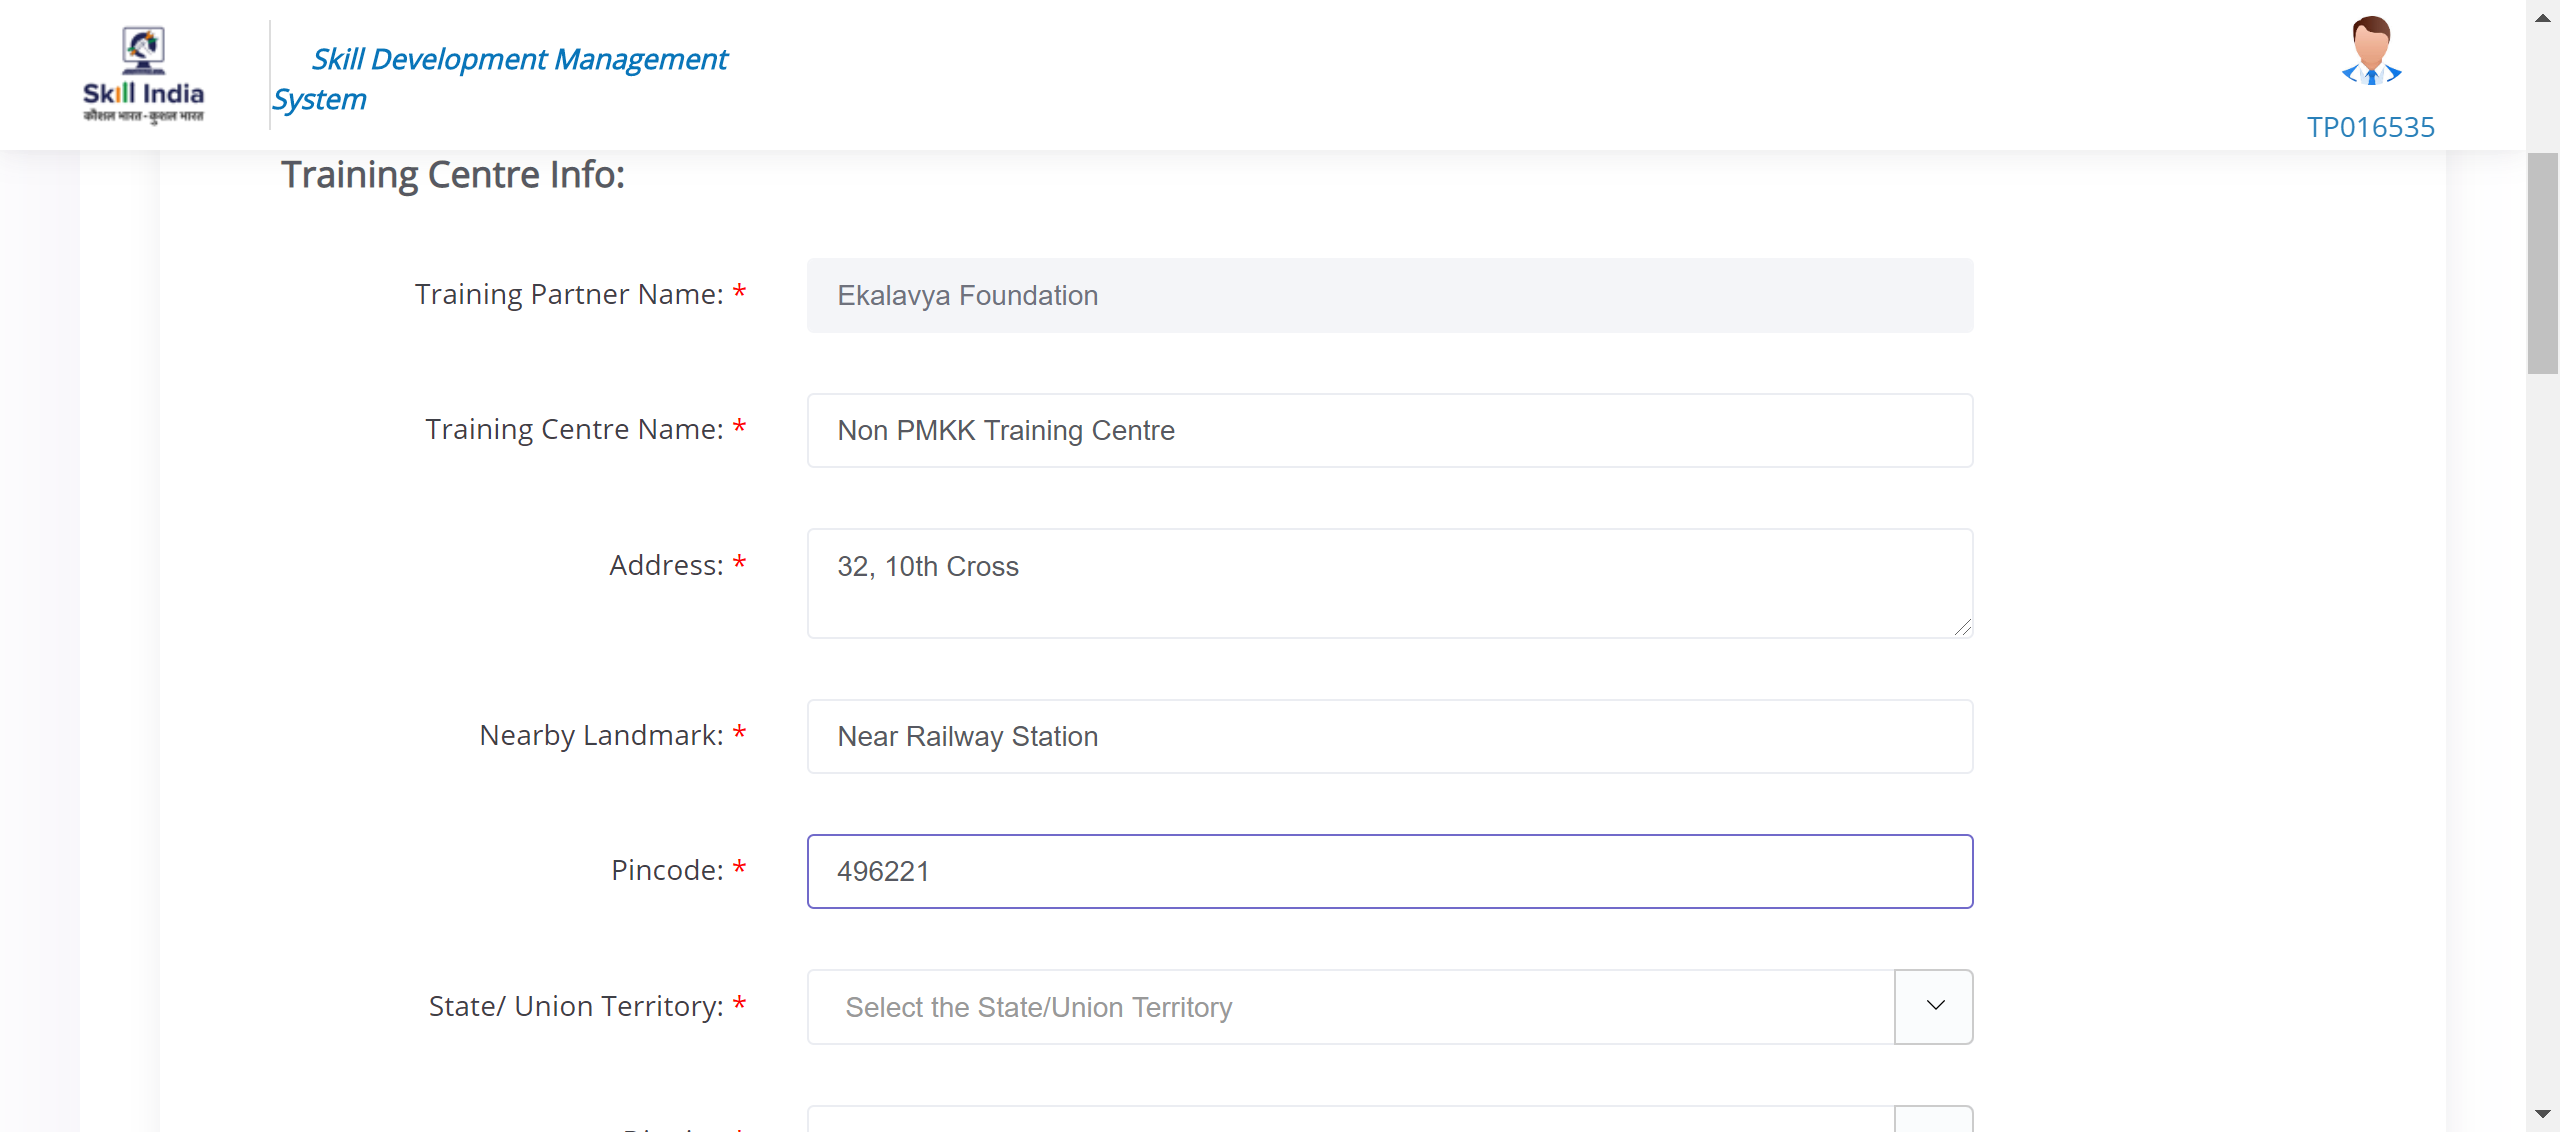 Skill India
कौशल भारत - कुशल भारत
Skill Development Management
System
TP016535
Training Centre Info:
Training Partner Name: * Ekalavya Foundation
Training Centre Name: * Non PMKK Training Centre
Address: * 32, 10th Cross
Nearby Landmark: * Near Railway Station
Pincode: * 496221
State/ Union Territory: * Select the State/Union Territory